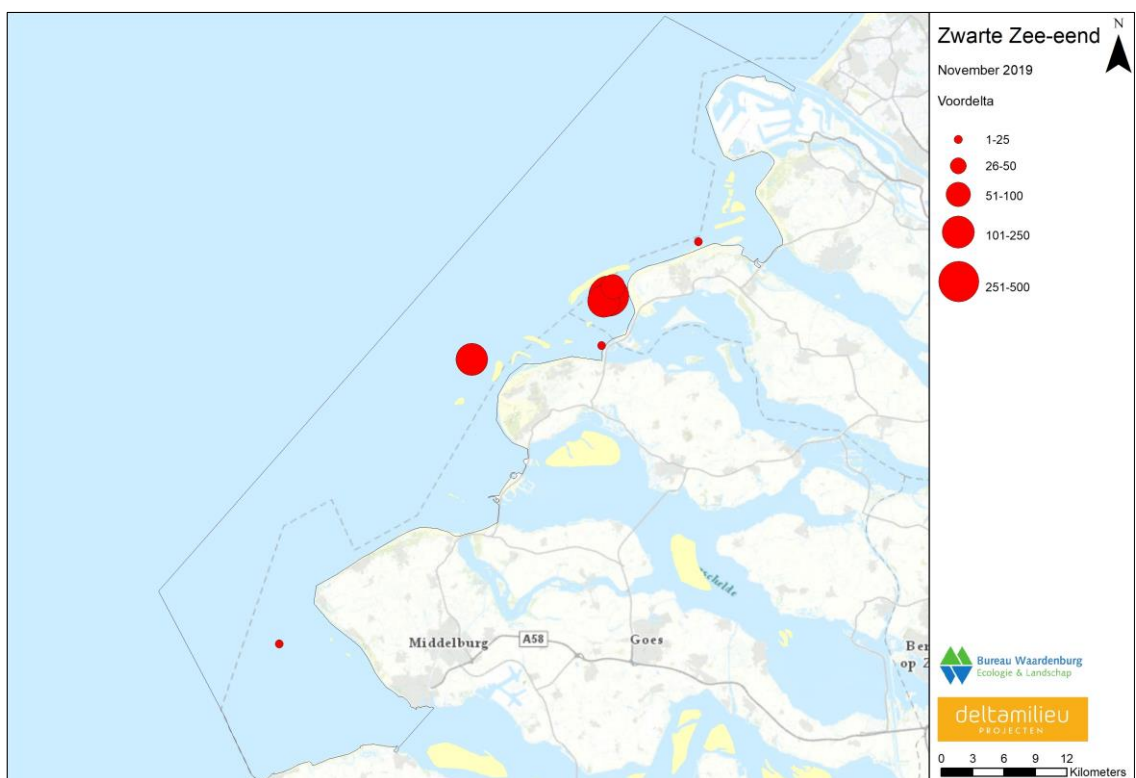 Zwarte Zee-eend
N
November 2019
Voordelta
1-25
26-50
51-100
101-250
251-500
Middelburg
A58
Goes
Bureau Waardenburg
Ecologie & Landschap
deltamilieu
PROJECTEN
0 3 6 9 12
Kilometers